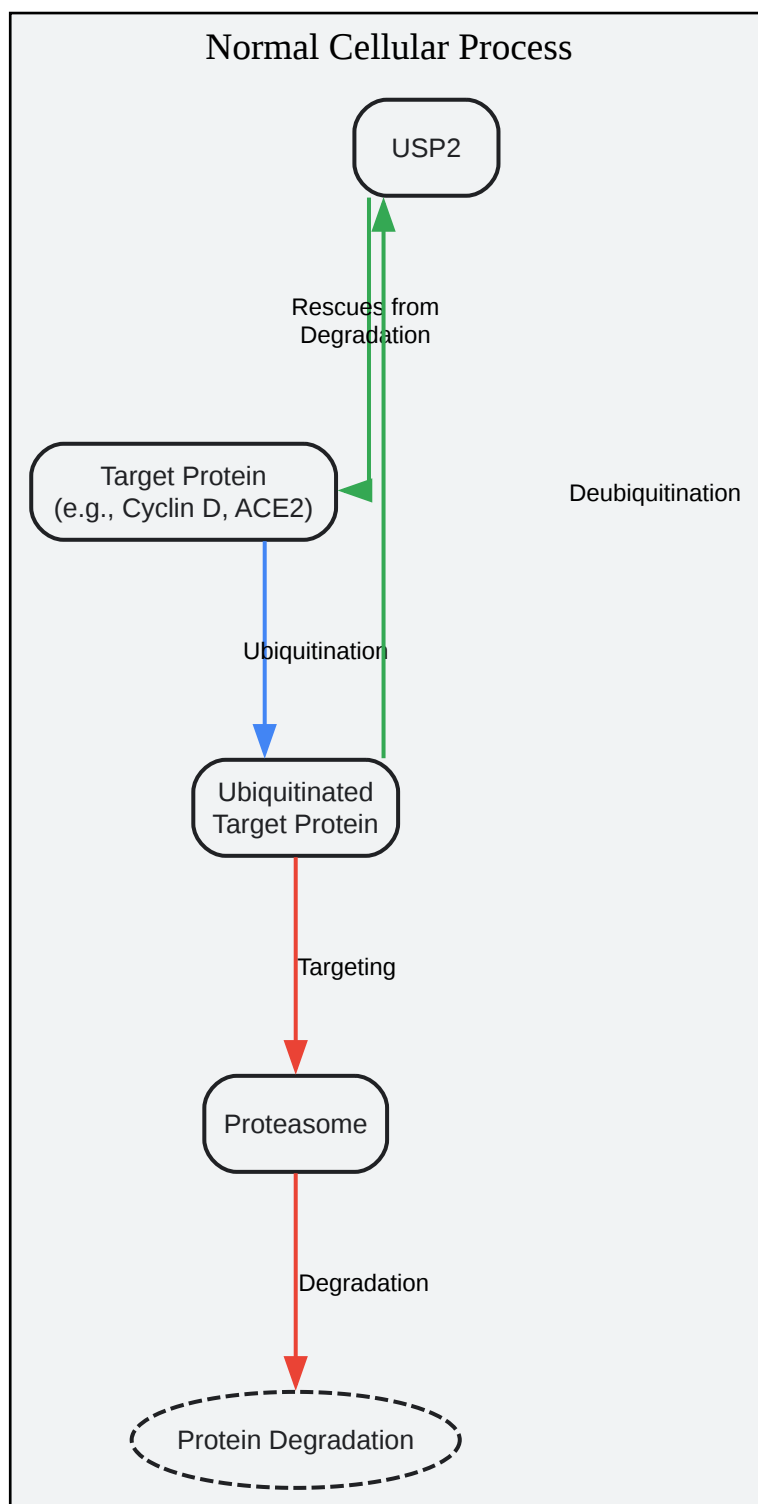 Normal Cellular Process
USP2
Rescues from
Degradation
Target Protein
(e.g., Cyclin D, ACE2)
Deubiquitination
Ubiquitination
Ubiquitinated
Target Protein
Targeting
Proteasome
Degradation
Protein Degradation